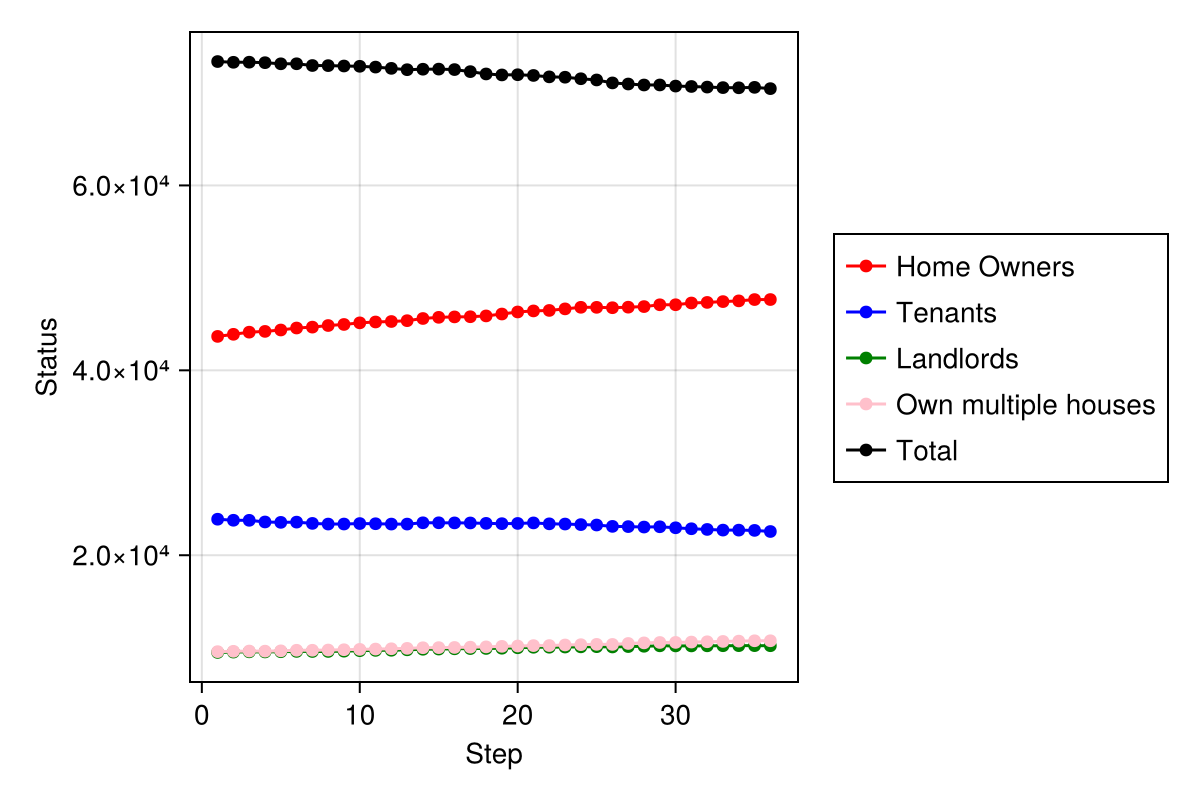 6.0×10⁴
4.0×10⁴
2.0×10⁴
Status
0 10 20 30
Step
Home Owners
Tenants
Landlords
Own multiple houses
Total